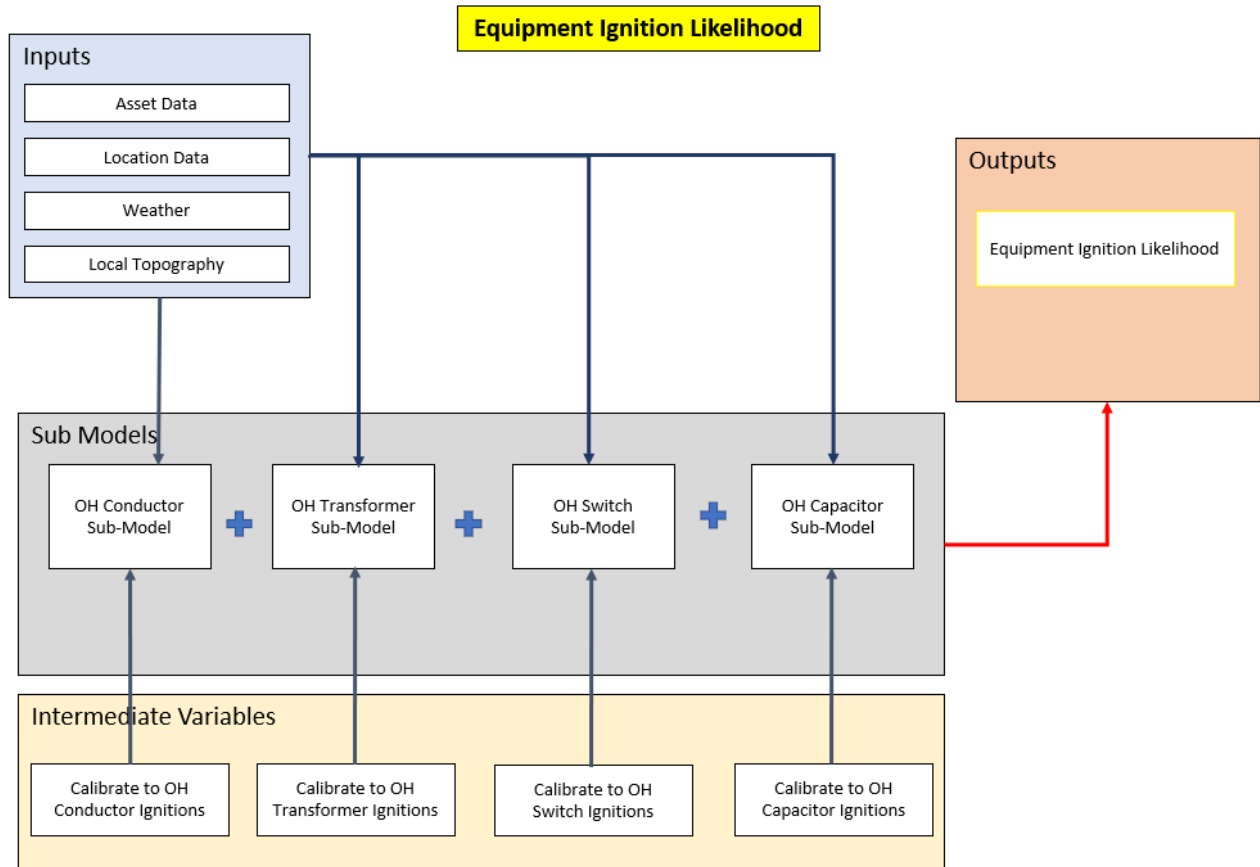 Equipment Ignition Likelihood
Inputs
Asset Data
Location Data
Weather
Local Topography
Outputs
Equipment Ignition Likelihood
Sub Models
OH Conductor
Sub-Model
OH Transformer
Sub-Model
OH Switch
Sub-Model
OH Capacitor
Sub-Model
Intermediate Variables
Calibrate to OH
Conductor Ignitions
Calibrate to OH
Transformer Ignitions
Calibrate to OH
Switch Ignitions
Calibrate to OH
Capacitor Ignitions